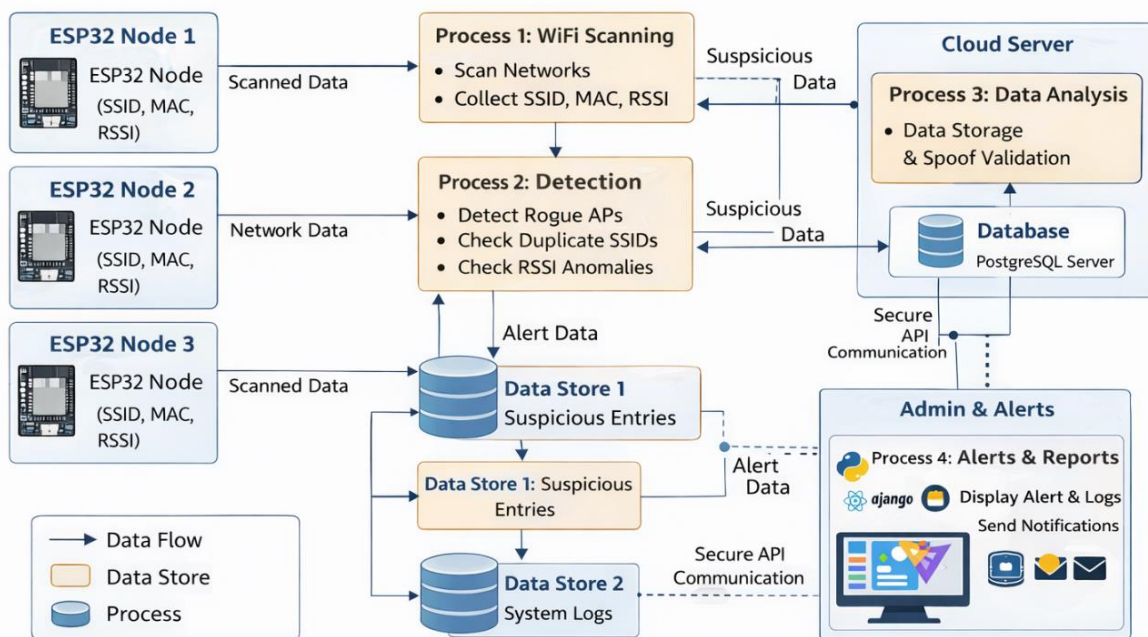 ESP32 Node 1
ESP32 Node
(SSID, MAC,
RSSI)
Scanned Data
Process 1: WiFi Scanning
• Scan Networks
• Collect SSID, MAC, RSSI
Suspsicious
Data
Cloud Server
Process 3: Data Analysis
• Data Storage
& Spoof Validation
ESP32 Node 2
ESP32 Node
(SSID, MAC,
RSSI)
Network Data
Process 2: Detection
• Detect Rogue APs
• Check Duplicate SSIDs
• Check RSSI Anomalies
Suspicious
Data
Database
PostgreSQL Server
Secure
API
Communication
ESP32 Node 3
ESP32 Node
(SSID, MAC,
RSSI)
Scanned Data
Alert Data
Data Store 1
Suspicious Entries
Data Store 1: Suspicious
Entries
Alert
Data
Data Store 2
System Logs
Secure API
Communication
Admin & Alerts
Process 4: Alerts & Reports
ajango
Display Alert & Logs
Send Notifications
Data Flow
Data Store
Process